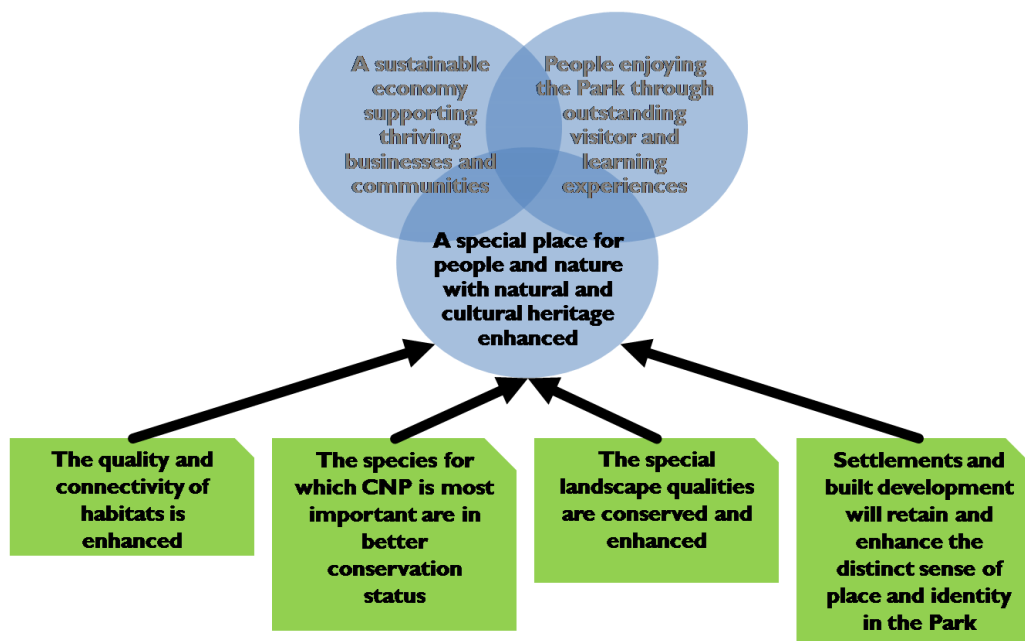 A sustainable
economy
supporting
thriving
businesses and
communities
People enjoying
the Park through
outstanding
visitor and
learning
experiences
A special place for
people and nature
with natural and
cultural heritage
enhanced
The quality and
connectivity of
habitats is
enhanced
The species for
which CNP is most
important are in
better
conservation
status
The special
landscape qualities
are conserved and
enhanced
Settlements and
built development
will retain and
enhance the
distinct sense of
place and identity
in the Park